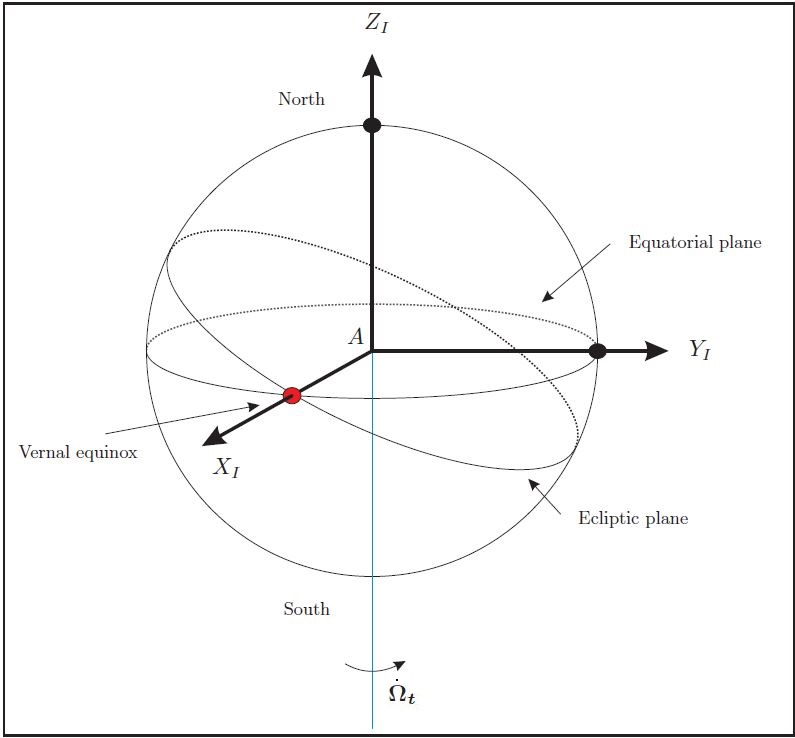 Z_I
North
Equatorial plane
A
Y_I
Vernal equinox
X_I
Ecliptic plane
South
Ω̇_t